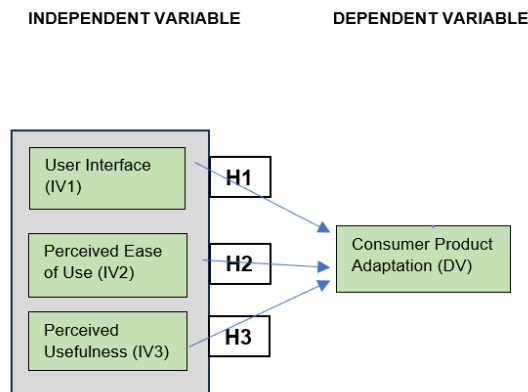 INDEPENDENT VARIABLE
DEPENDENT VARIABLE
User Interface
(IV1)
H1
Perceived Ease
of Use (IV2)
H2
Consumer Product
Adaptation (DV)
Perceived
Usefulness (IV3)
H3